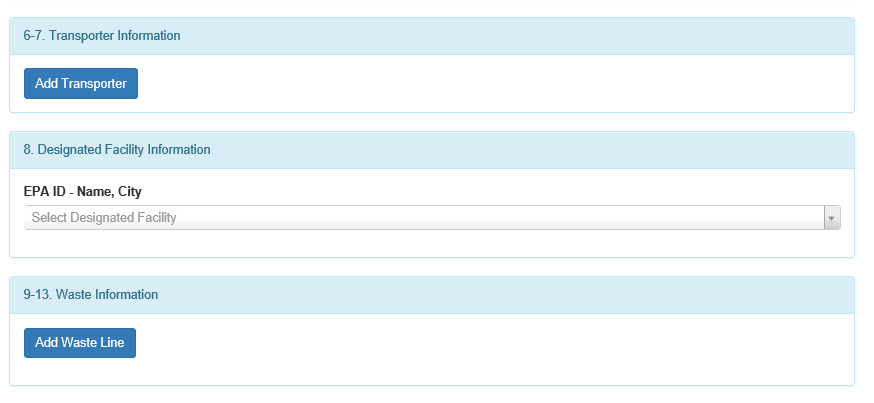 6-7. Transporter Information
Add Transporter
8. Designated Facility Information
EPA ID - Name, City
Select Designated Facility
9-13. Waste Information
Add Waste Line